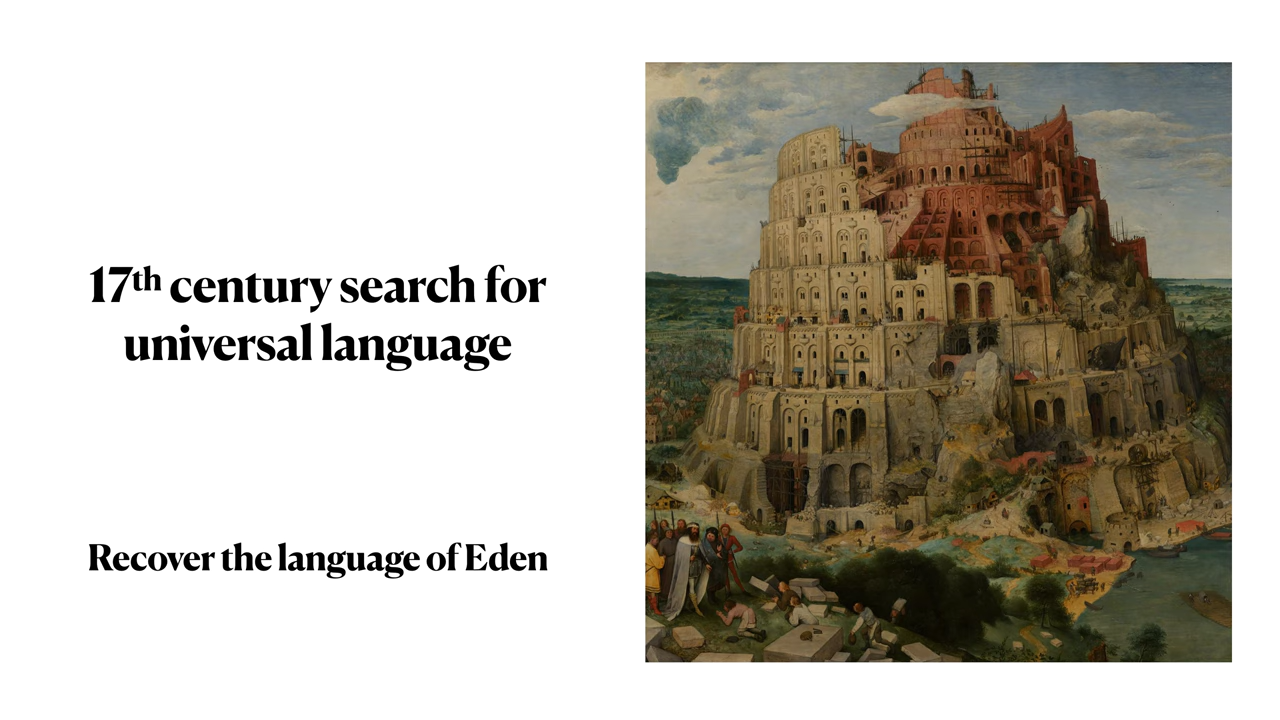 17th century search for
universal language
Recover the language of Eden